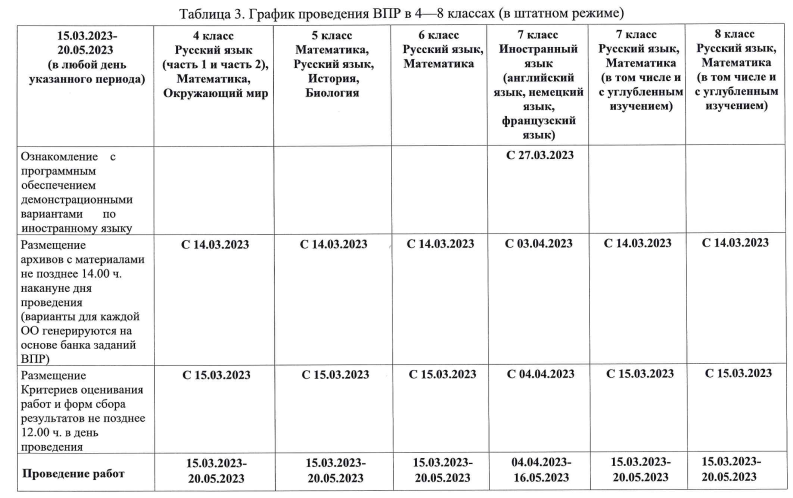 Таблица 3. График проведения ВПР в 4—8 классах (в штатном режиме)
15.03.2023-
20.05.2023
(в любой день
указанного периода)
4 класс
Русский язык
(часть 1 и часть 2),
Математика,
Окружающий мир
5 класс
Математика,
Русский язык,
История,
Биология
6 класс
Русский язык,
Математика
7 класс
Иностранный
язык
(английский
язык, немецкий
язык,
французский
язык)
7 класс
Русский язык,
Математика
(в том числе и
с углубленным
изучением)
8 класс
Русский язык,
Математика
(в том числе и
с углубленным
изучением)
Ознакомление с
программным
обеспечением
демонстрационными
вариантами по
иностранному языку
С 27.03.2023
Размещение
архивов с материалами
не позднее 14.00 ч.
накануне дня
проведения
(варианты для каждой
ОО генерируются на
основе банка заданий
ВПР)
С 14.03.2023
С 14.03.2023
С 14.03.2023
С 03.04.2023
С 14.03.2023
С 14.03.2023
Размещение
Критериев оценивания
работ и форм сбора
результатов не позднее
12.00 ч. в день
проведения
С 15.03.2023
С 15.03.2023
С 15.03.2023
С 04.04.2023
С 15.03.2023
С 15.03.2023
Проведение работ
15.03.2023-
20.05.2023
15.03.2023-
20.05.2023
15.03.2023-
20.05.2023
04.04.2023-
16.05.2023
15.03.2023-
20.05.2023
15.03.2023-
20.05.2023